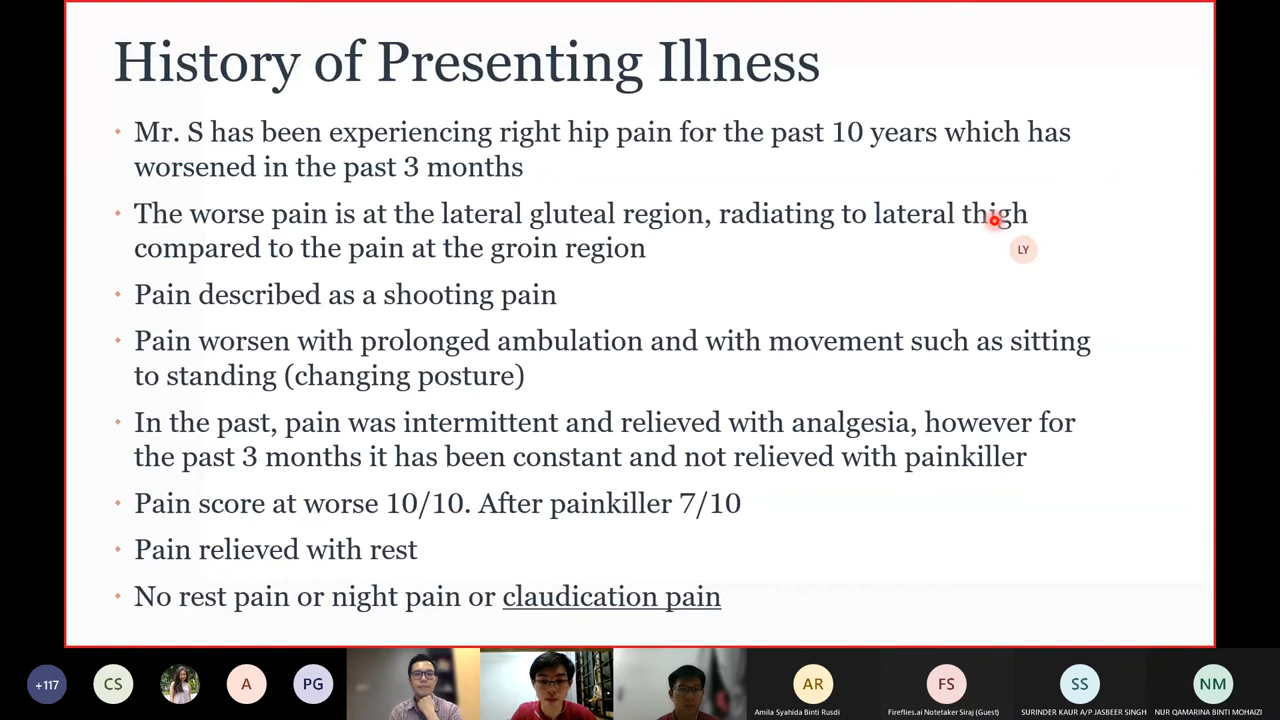 History of Presenting Illness
Mr. S has been experiencing right hip pain for the past 10 years which has
worsened in the past 3 months
The worse pain is at the lateral gluteal region, radiating to lateral thigh
compared to the pain at the groin region
LY
Pain described as a shooting pain
Pain worsen with prolonged ambulation and with movement such as sitting
to standing (changing posture)
In the past, pain was intermittent and relieved with analgesia, however for
the past 3 months it has been constant and not relieved with painkiller
Pain score at worse 10/10. After painkiller 7/10
Pain relieved with rest
No rest pain or night pain or claudication pain
+117
CS
A
PG
AR
FS
SS
NM
Amila Syahida Binti Rusdi
Fireflies.ai Notetaker Siraj (Guest)
SURINDER KAUR A/P JASBEER SINGH
NUR QAMARINA BINTI MOHAIZI